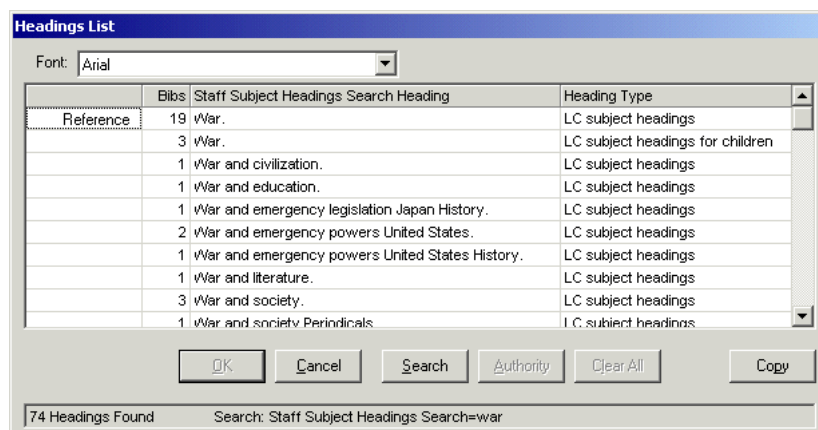 Headings List
Font: Arial
Bibs Staff Subject Headings Search Heading Heading Type
Reference 19 War. LC subject headings
3 War. LC subject headings for children
1 War and civilization. LC subject headings
1 War and education. LC subject headings
1 War and emergency legislation Japan History. LC subject headings
2 War and emergency powers United States. LC subject headings
1 War and emergency powers United States History. LC subject headings
1 War and literature. LC subject headings
3 War and society. LC subject headings
1 War and society Periodicals LC subject headings
OK Cancel Search Authority Clear All Copy
74 Headings Found Search: Staff Subject Headings Search=war